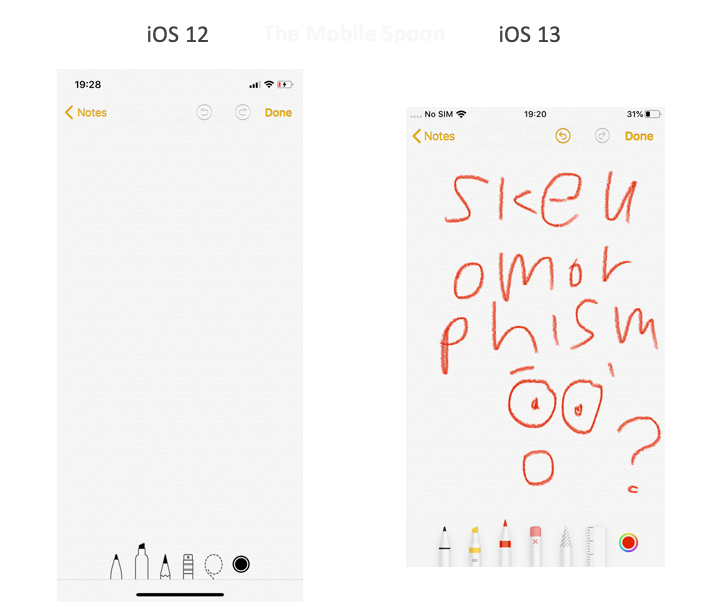 iOS 12 The Mobile Spoon iOS 13
19:28
Notes Done
No SIM 19:20 31%
Notes Done
skeu
omor
phism
?